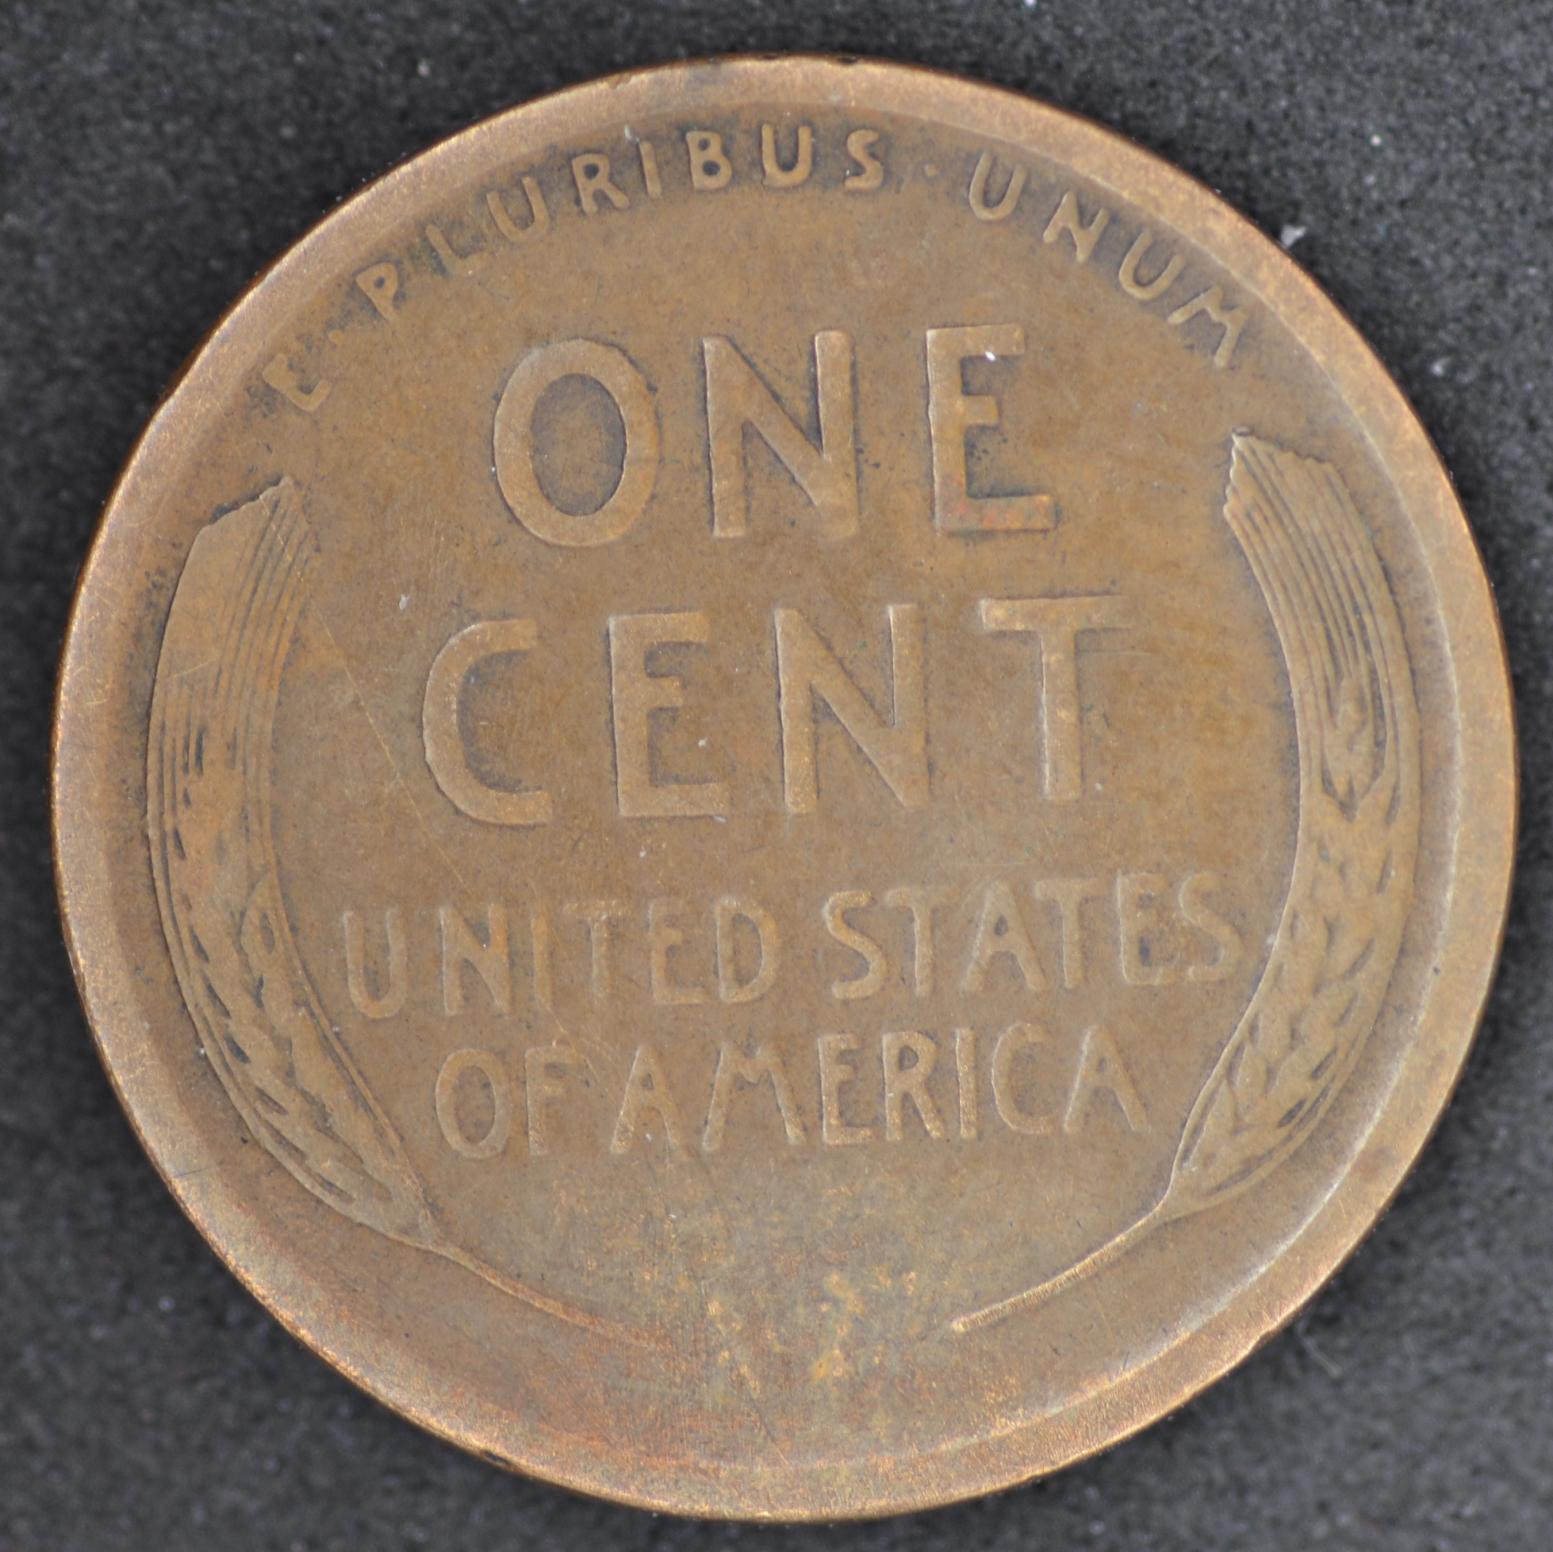 E · PLURIBUS · UNUM
ONE
CENT
UNITED STATES
OF AMERICA